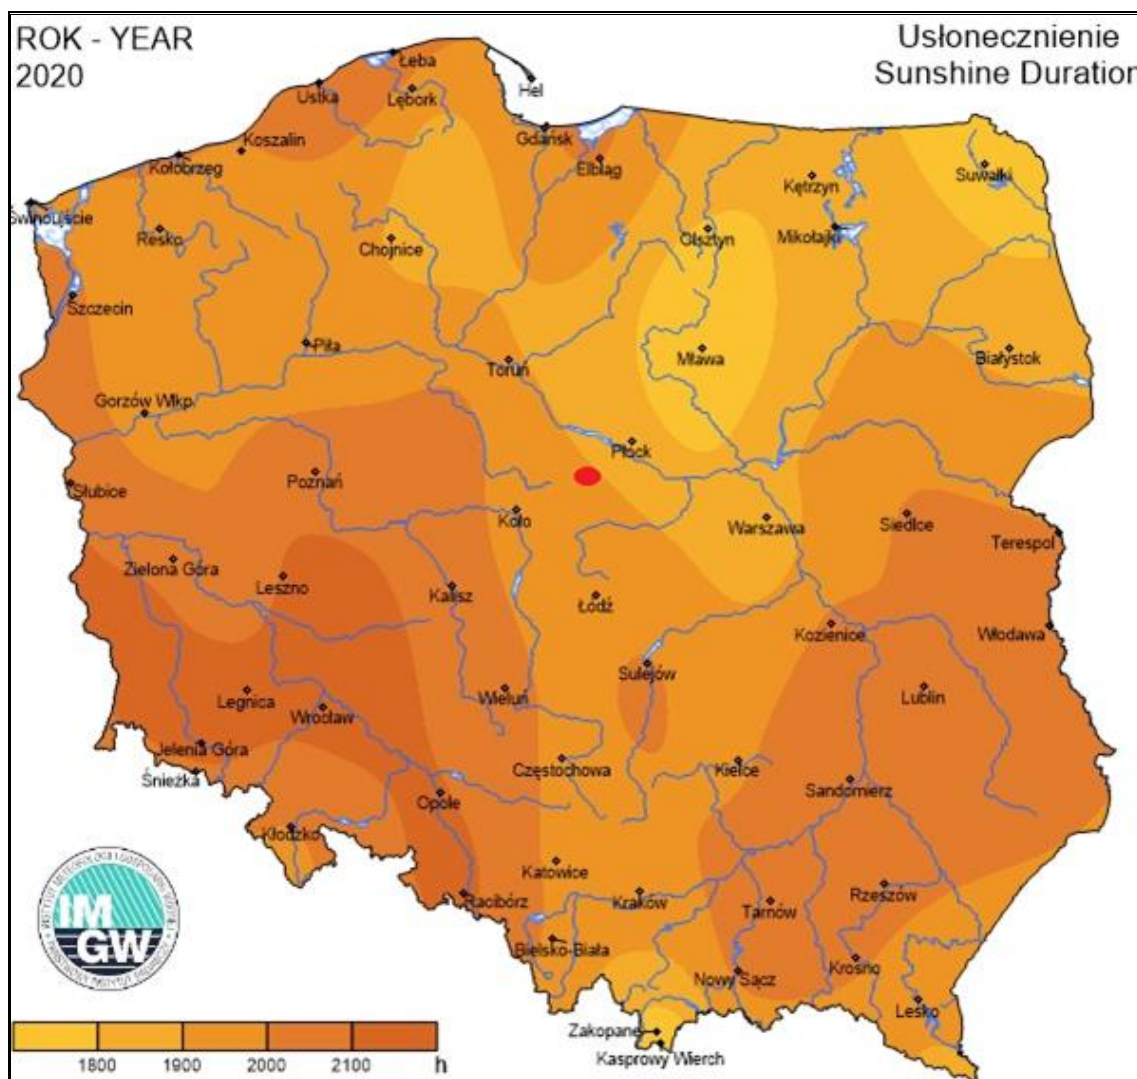 ROK - YEAR
2020
Usłonecznienie
Sunshine Duration
Łeba
Hel
Ustka
Lębork
Gdańsk
Koszalin
Kołobrzeg
Elbląg
Suwałki
Kętrzyn
Świnoujście
Resko
Chojnice
Olsztyn
Mikołajki
Szczecin
Piła
Toruń
Mława
Białystok
Gorzów Wlkp.
Płock
Słubice
Poznań
Koło
Warszawa
Siedlce
Terespol
Zielona Góra
Leszno
Kalisz
Łódź
Kozienice
Włodawa
Sulejów
Legnica
Wrocław
Wieluń
Lublin
Jelenia Góra
Śnieżka
Częstochowa
Kielce
Sandomierz
Opole
Kłodzko
Katowice
Kraków
Tarnów
Rzeszów
Racibórz
Bielsko-Biała
Nowy Sącz
Krosno
Lesko
Zakopane
Kasprowy Wierch
IM
GW
1800 1900 2000 2100 h